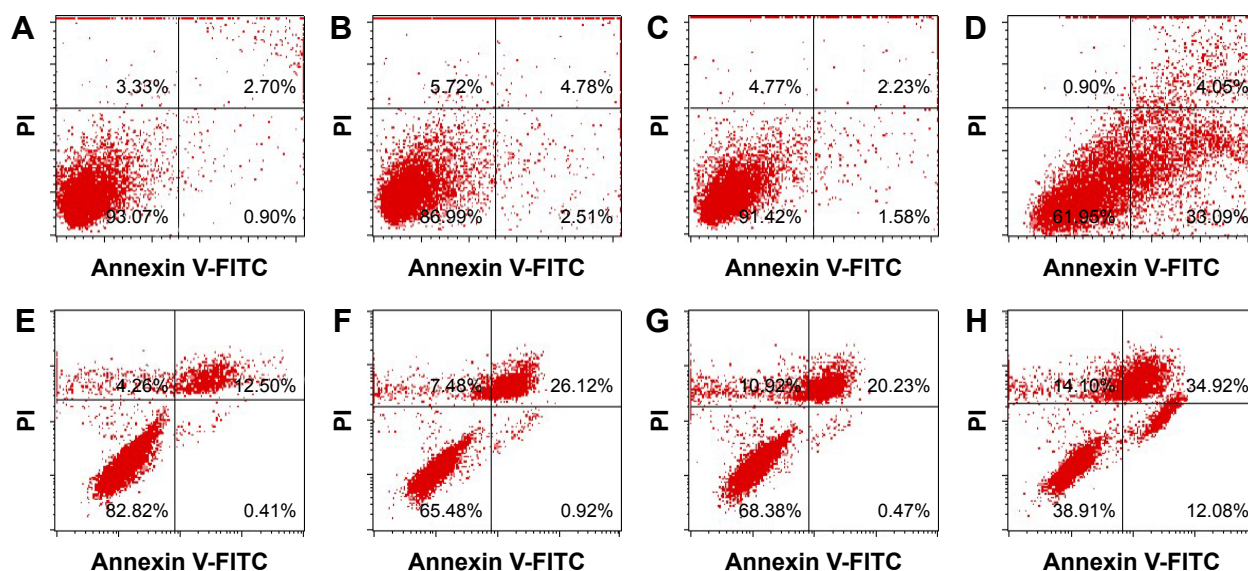 A B C D
3.33% 2.70% 5.72% 4.78% 4.77% 2.23% 0.90% 4.05%
PI PI PI PI
93.07% 0.90% 86.99% 2.51% 91.42% 1.58% 61.95% 33.09%
Annexin V-FITC Annexin V-FITC Annexin V-FITC Annexin V-FITC
E F G H
4.26% 12.50% 7.48% 26.12% 10.92% 20.23% 14.10% 34.92%
PI PI PI PI
82.82% 0.41% 65.48% 0.92% 68.38% 0.47% 38.91% 12.08%
Annexin V-FITC Annexin V-FITC Annexin V-FITC Annexin V-FITC